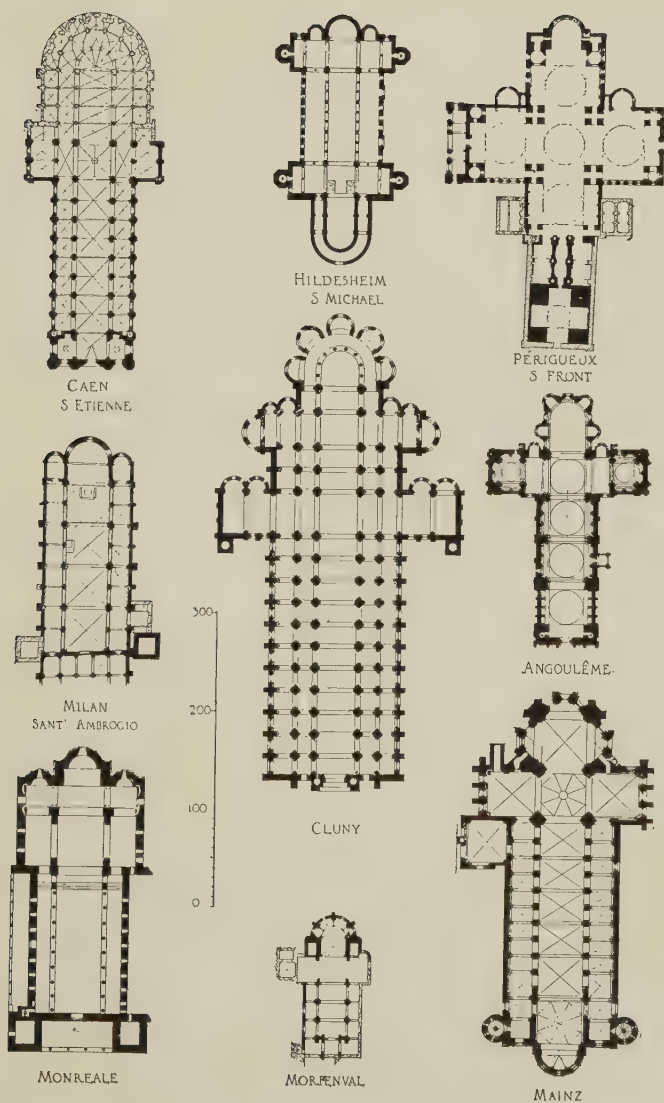 CAEN
S ETIENNE
HILDESHEIM
S MICHAEL
PÉRIGUEUX
S FRONT
MILAN
SANT' AMBROGIO
300
200
100
0
CLUNY
ANGOULÊME.
MONREALE
MORIENVAL
MAINZ